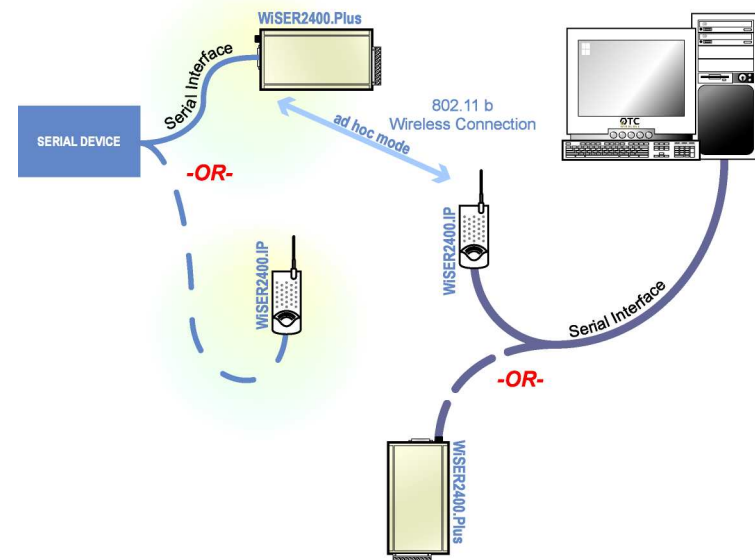 WiSER2400.Plus
Serial Interface
SERIAL DEVICE
-OR-
802.11 b
Wireless Connection
ad hoc mode
OTC
WiSER2400.IP
WiSER2400.IP
Serial Interface
-OR-
WiSER2400.Plus